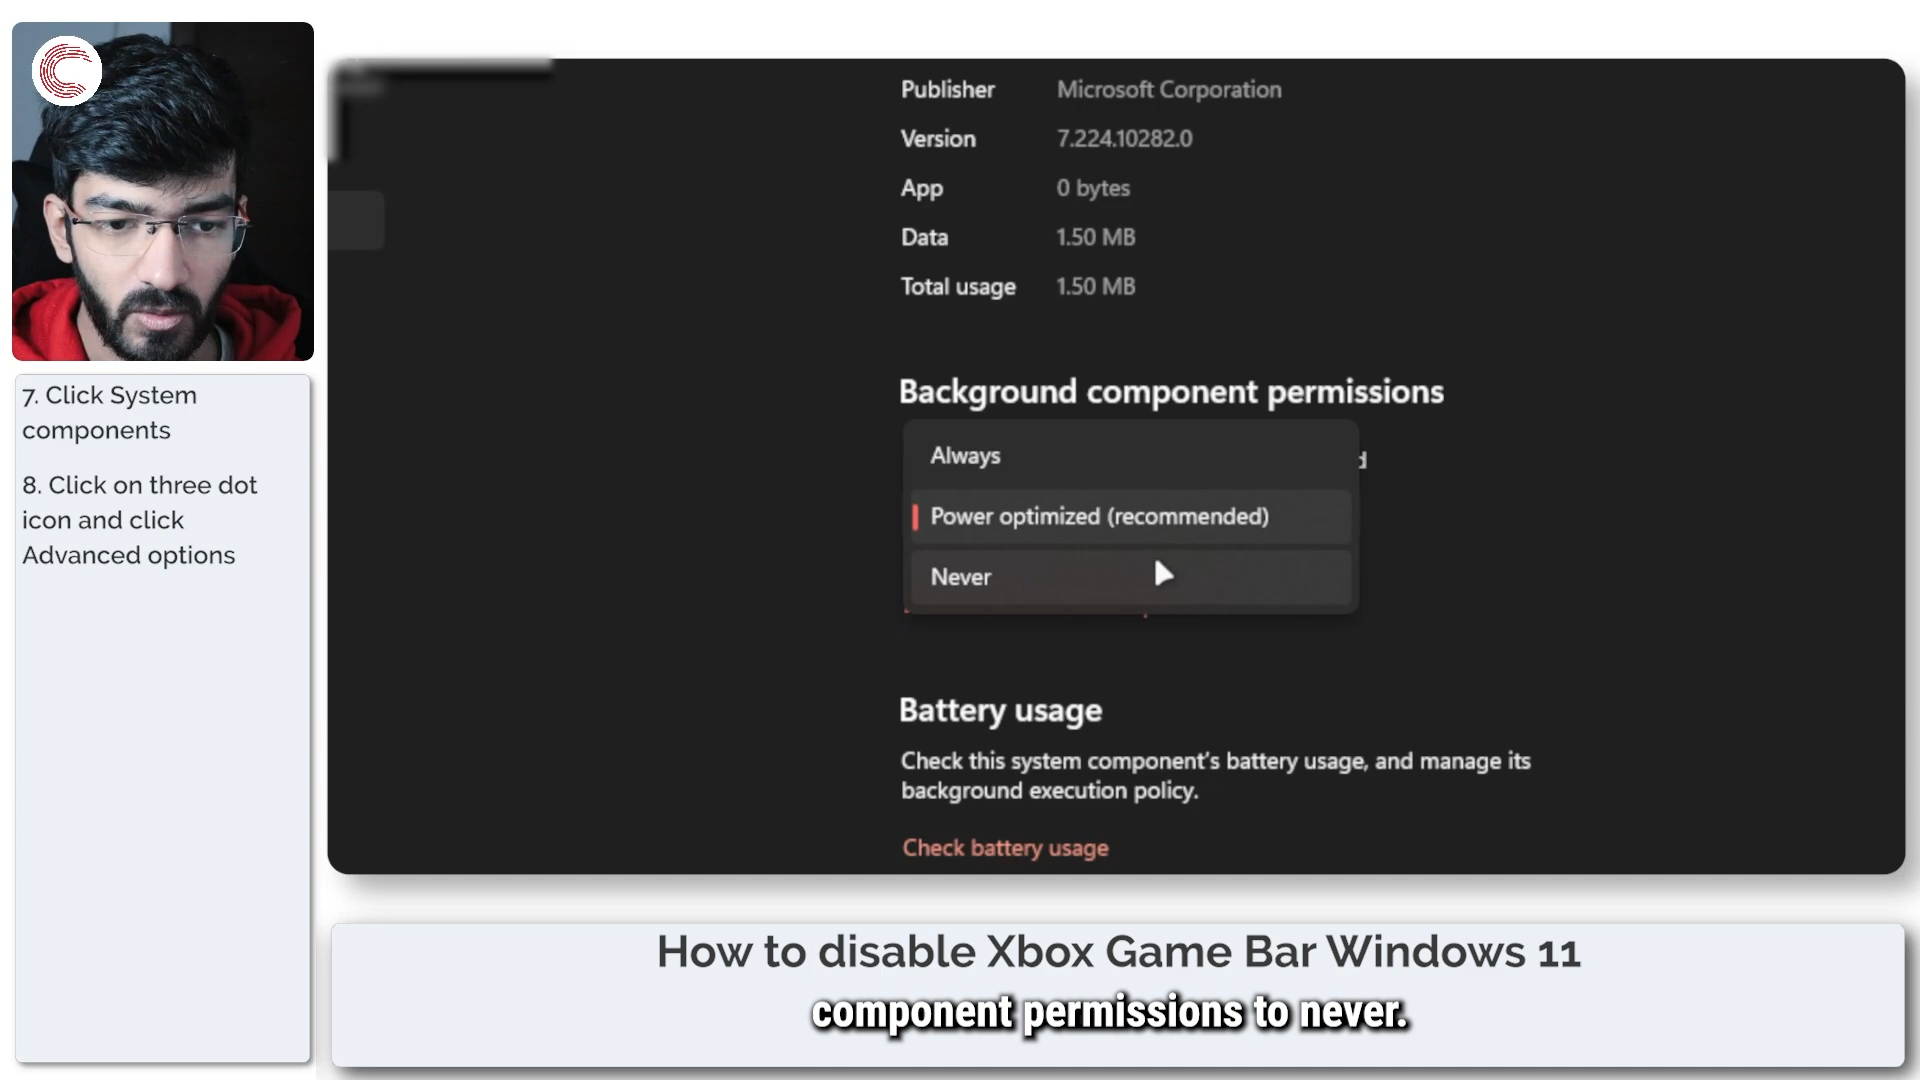 7. Click System
components
8. Click on three dot
icon and click
Advanced options
Publisher Microsoft Corporation
Version 7.224.10282.0
App 0 bytes
Data 1.50 MB
Total usage 1.50 MB
Background component permissions
Always
d
Power optimized (recommended)
Never
Battery usage
Check this system component's battery usage, and manage its
background execution policy.
Check battery usage
How to disable Xbox Game Bar Windows 11
component permissions to never.